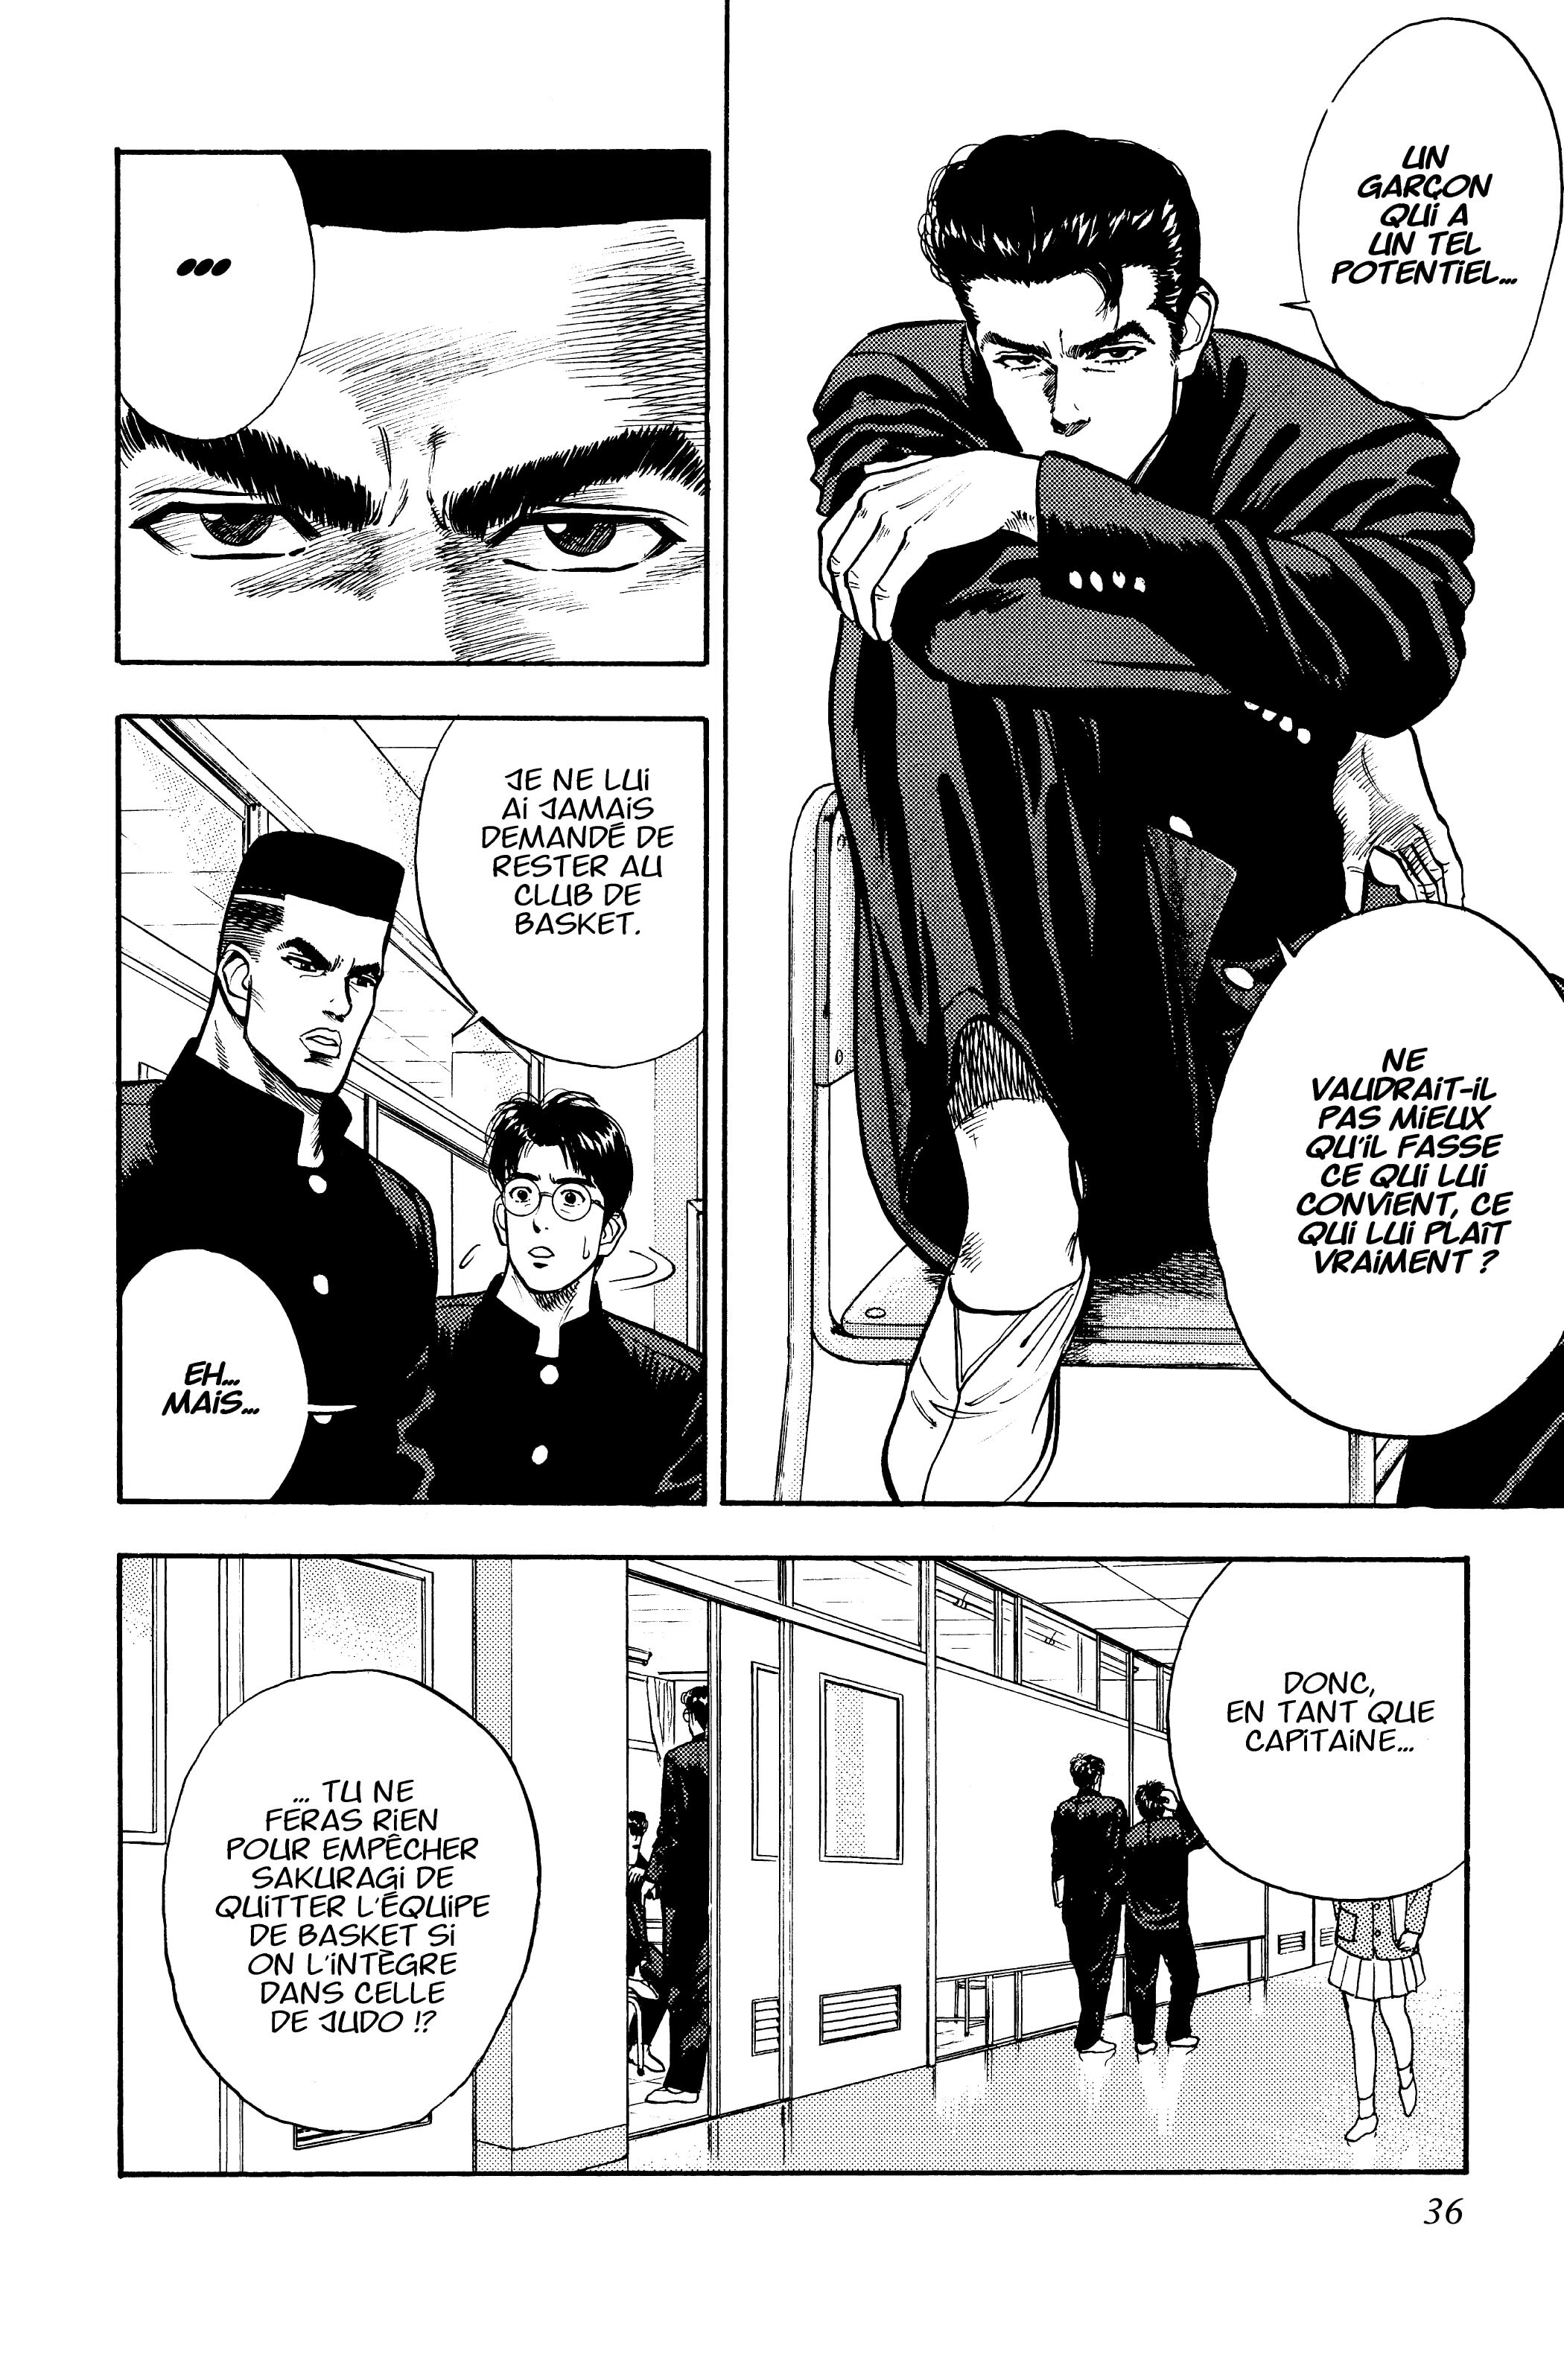 UN
GARÇON
QUI A
UN TEL
POTENTIEL...
NE
VAUDRAIT-IL
PAS MIEUX
QU'IL FASSE
CE QUI LUI
CONVIENT, CE
QUI LUI PLAÎT
VRAIMENT ?
...
JE NE LUI
AI JAMAIS
DEMANDÉ DE
RESTER AU
CLUB DE
BASKET.
EH...
MAIS...
DONC,
EN TANT QUE
CAPITAINE...
... TU NE
FERAS RIEN
POUR EMPÊCHER
SAKURAGI DE
QUITTER L'ÉQUIPE
DE BASKET SI
ON L'INTÈGRE
DANS CELLE
DE JUDO !?
36